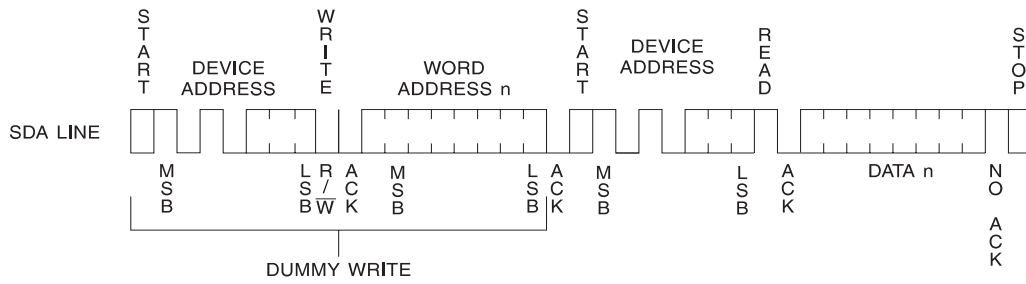 START
WRITE
START
READ
STOP
DEVICE
ADDRESS
WORD
ADDRESS n
DEVICE
ADDRESS
SDA LINE
MSB
LSB
R/W̅
ACK
MSB
LSB
ACK
MSB
LSB
ACK
DATA n
NO ACK
DUMMY WRITE